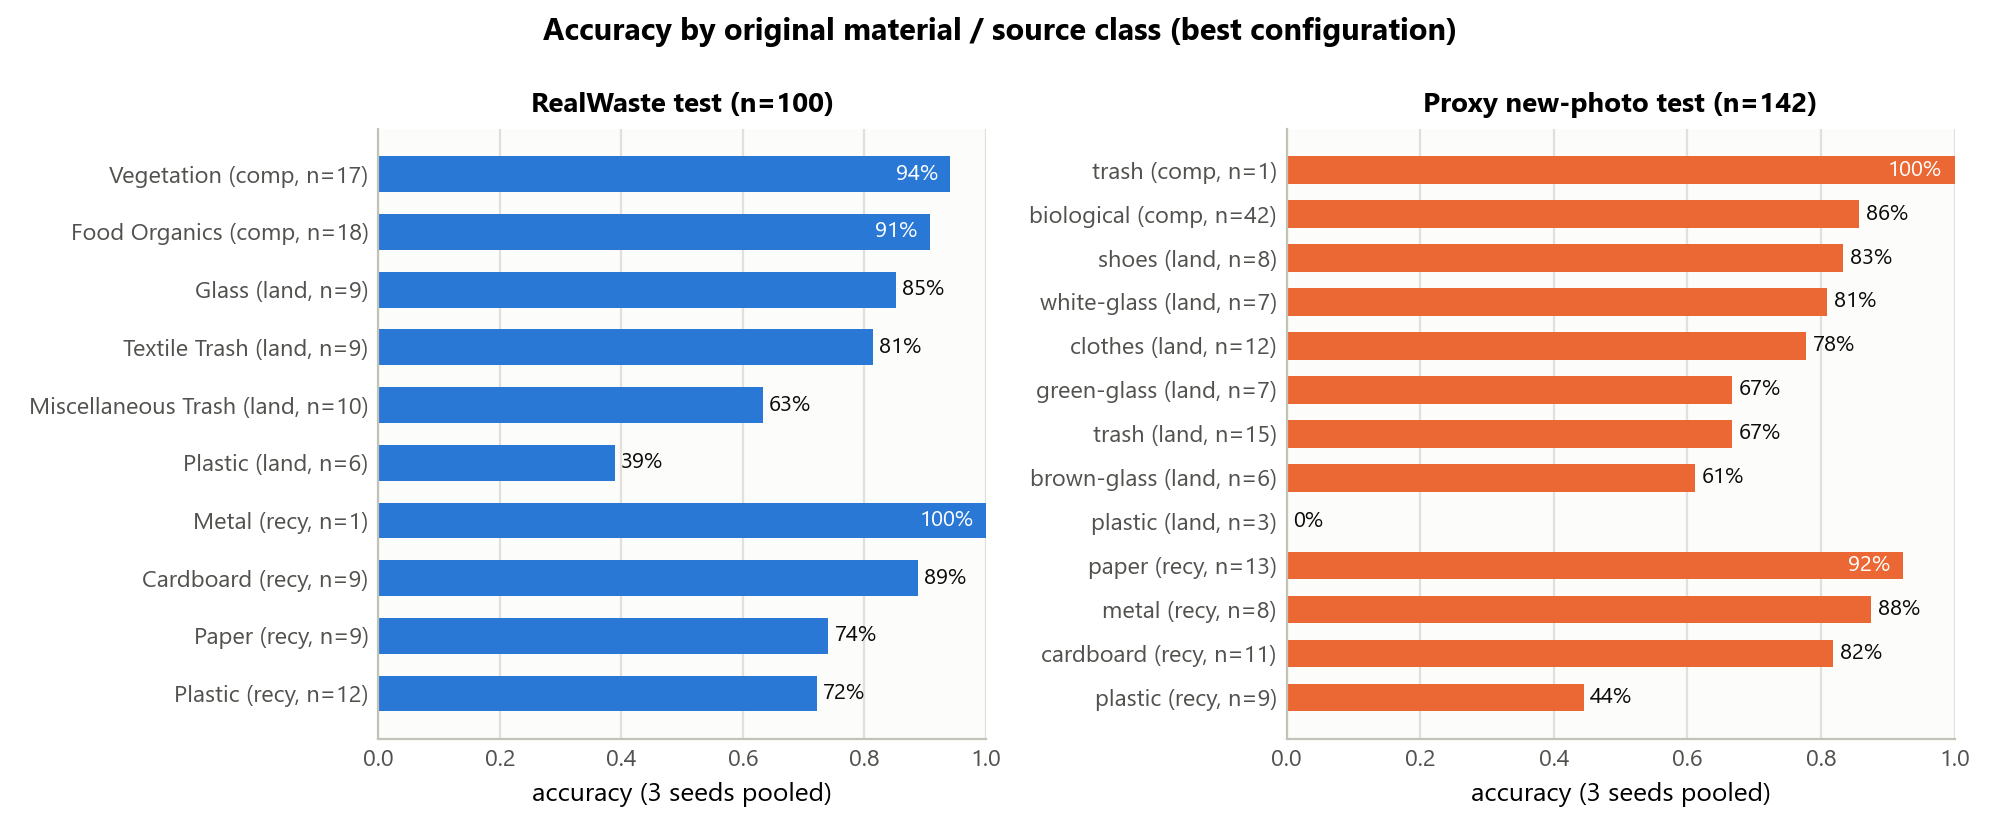 Accuracy by original material / source class (best configuration)
RealWaste test (n=100)
Vegetation (comp, n=17) 94%
Food Organics (comp, n=18) 91%
Glass (land, n=9) 85%
Textile Trash (land, n=9) 81%
Miscellaneous Trash (land, n=10) 63%
Plastic (land, n=6) 39%
Metal (recy, n=1) 100%
Cardboard (recy, n=9) 89%
Paper (recy, n=9) 74%
Plastic (recy, n=12) 72%
0.0 0.2 0.4 0.6 0.8 1.0
accuracy (3 seeds pooled)
Proxy new-photo test (n=142)
trash (comp, n=1) 100%
biological (comp, n=42) 86%
shoes (land, n=8) 83%
white-glass (land, n=7) 81%
clothes (land, n=12) 78%
green-glass (land, n=7) 67%
trash (land, n=15) 67%
brown-glass (land, n=6) 61%
plastic (land, n=3) 0%
paper (recy, n=13) 92%
metal (recy, n=8) 88%
cardboard (recy, n=11) 82%
plastic (recy, n=9) 44%
0.0 0.2 0.4 0.6 0.8 1.0
accuracy (3 seeds pooled)